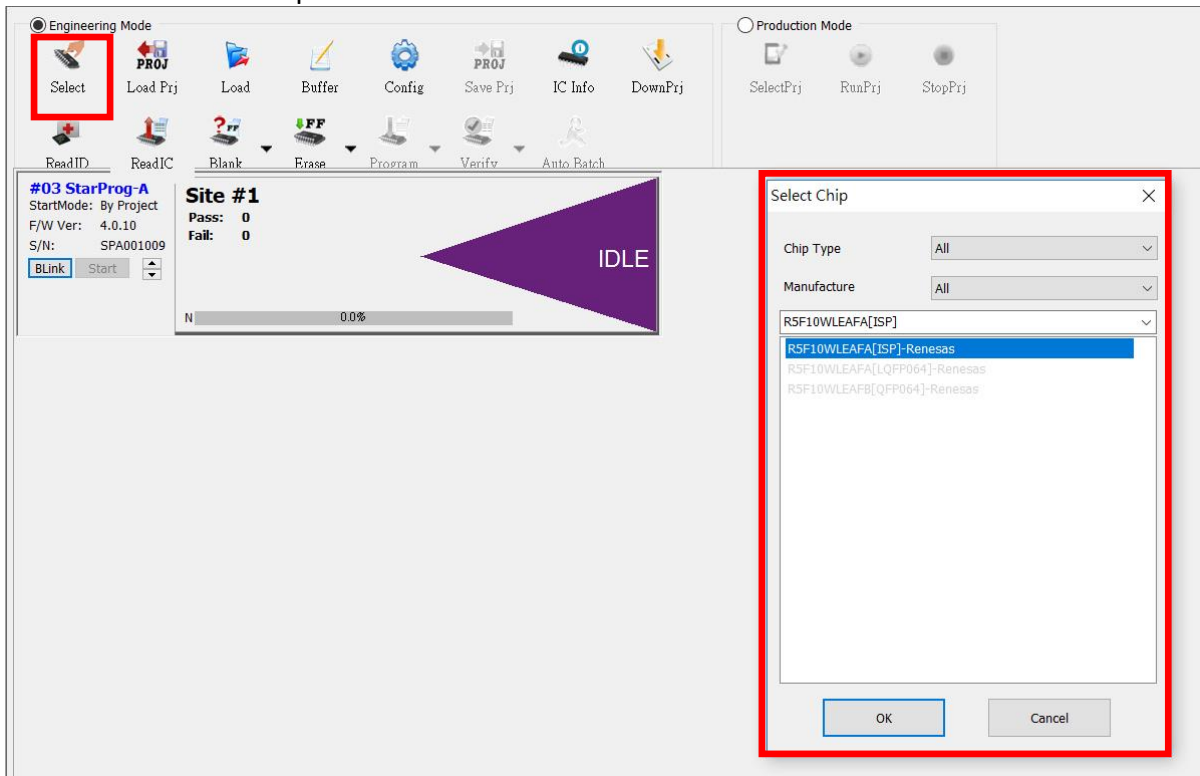 Engineering Mode
Production Mode
PROJ
PROJ
Select Load Prj Load Buffer Config Save Prj IC Info DownPrj
SelectPrj RunPrj StopPrj
? FF
FF
ReadID ReadIC Blank Erase Program Verify Auto Batch
#03 StarProg-A
StartMode: By Project
F/W Ver: 4.0.10
S/N: SPA001009
BLink Start
Site #1
Pass: 0
Fail: 0
IDLE
N 0.0%
Select Chip
Chip Type All
Manufacture All
R5F10WLEAFA[ISP]
R5F10WLEAFA[ISP]-Renesas
R5F10WLEAFA[LQFP064]-Renesas
R5F10WLEAFB[QFP064]-Renesas
OK Cancel